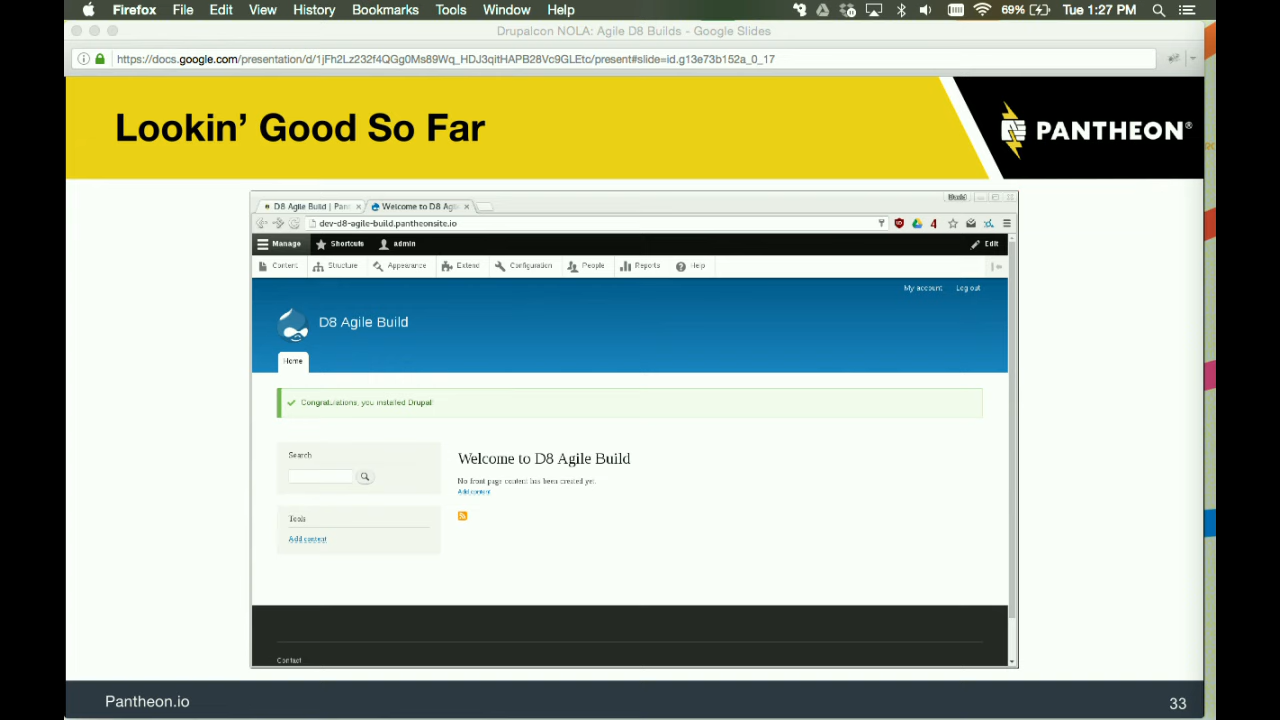 Firefox File Edit View History Bookmarks Tools Window Help 69% Tue 1:27 PM
Drupalcon NOLA: Agile D8 Builds - Google Slides
https://docs.google.com/presentation/d/1jFh2Lz232f4QGg0Ms89Wq_HDJ3qitHAPB28Vc9GLEtc/present#slide=id.g13e73b152a_0_17
Lookin’ Good So Far
PANTHEON®
D8 Agile Build | Pan Welcome to D8 Agi
dev-d8-agile-build.pantheonsite.io
Manage Shortcuts admin Edit
Content Structure Appearance Extend Configuration People Reports Help
My account Log out
D8 Agile Build
Home
Congratulations, you installed Drupal!
Search
Welcome to D8 Agile Build
No front page content has been created yet.
Add content
Tools
Add content
Contact
Pantheon.io
33